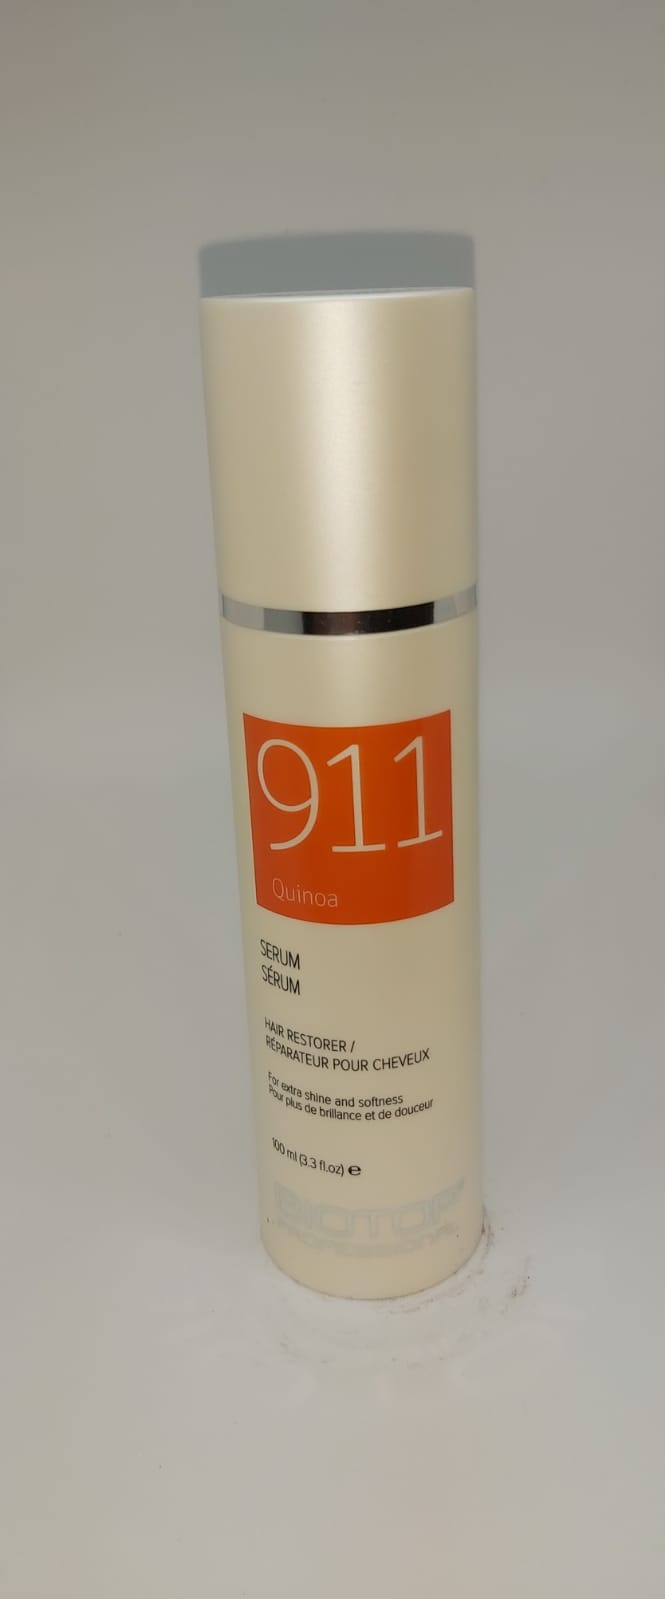 911
Quinoa
SERUM
SÉRUM
HAIR RESTORER /
RÉPARATEUR POUR CHEVEUX
For extra shine and softness
Pour plus de brillance et de douceur
100 ml (3.3 fl.oz) e
BIOTOP
PROFESSIONAL